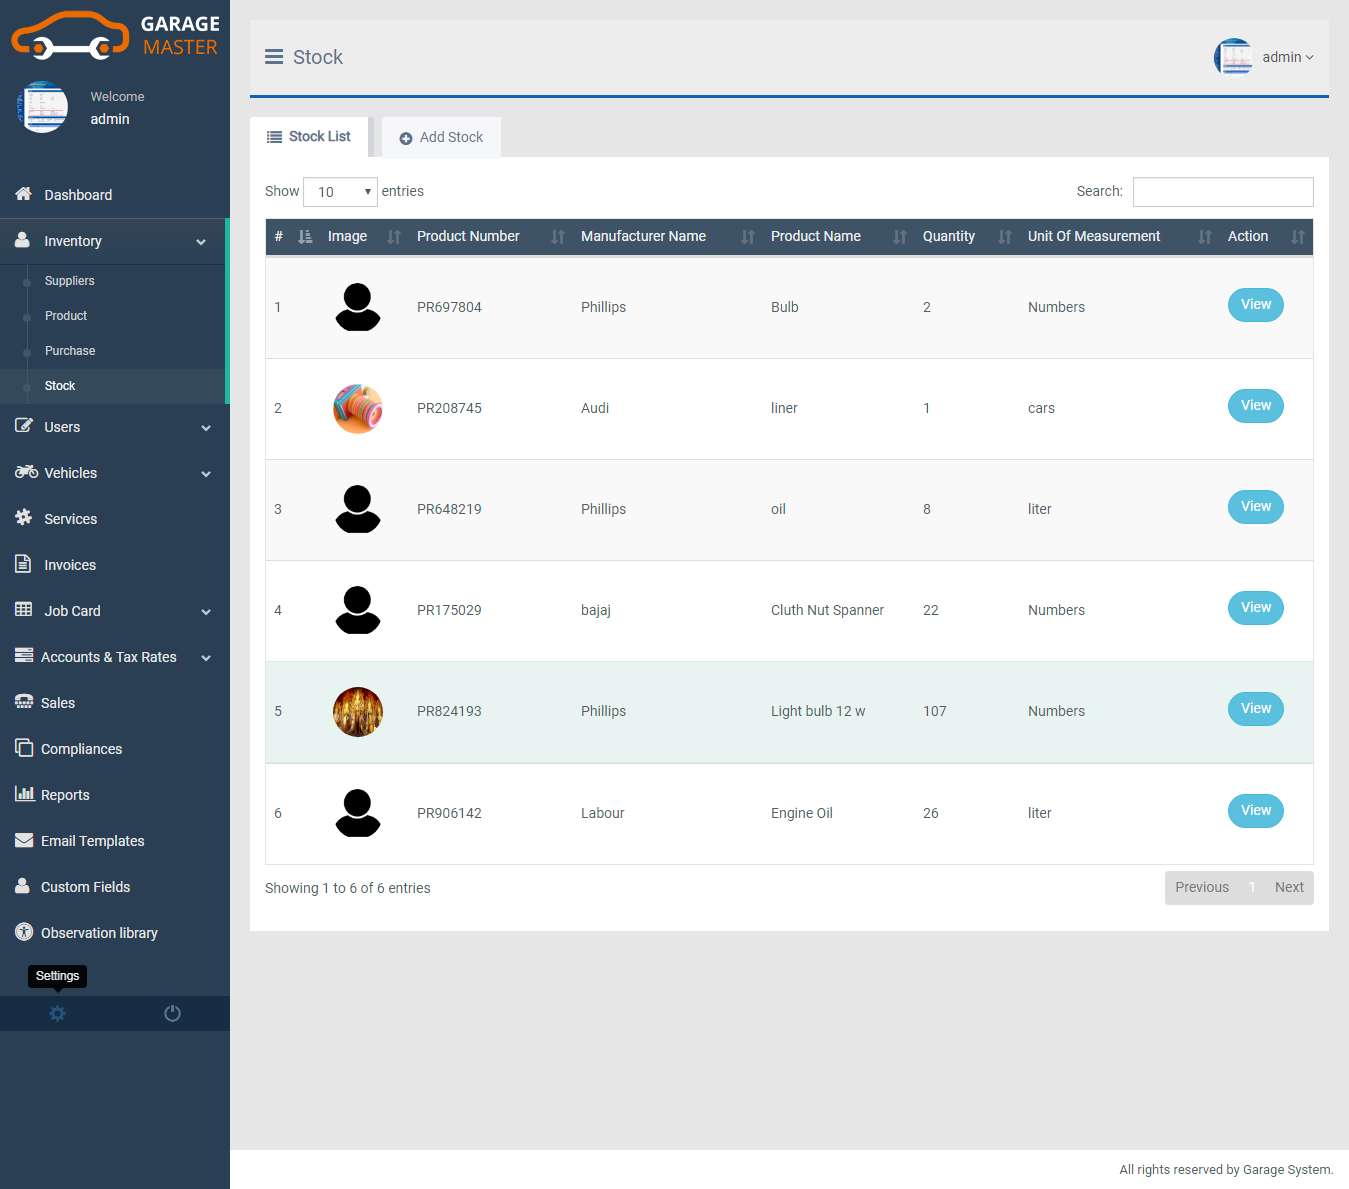 GARAGE
MASTER
Welcome
admin
Dashboard
Inventory
Suppliers
Product
Purchase
Stock
Users
Vehicles
Services
Invoices
Job Card
Accounts & Tax Rates
Sales
Compliances
Reports
Email Templates
Custom Fields
Observation library
Settings
Stock
admin
Stock List
Add Stock
Show 10 entries
Search:
# Image Product Number Manufacturer Name Product Name Quantity Unit Of Measurement Action
1 PR697804 Phillips Bulb 2 Numbers View
2 PR208745 Audi liner 1 cars View
3 PR648219 Phillips oil 8 liter View
4 PR175029 bajaj Cluth Nut Spanner 22 Numbers View
5 PR824193 Phillips Light bulb 12 w 107 Numbers View
6 PR906142 Labour Engine Oil 26 liter View
Showing 1 to 6 of 6 entries
Previous 1 Next
All rights reserved by Garage System.